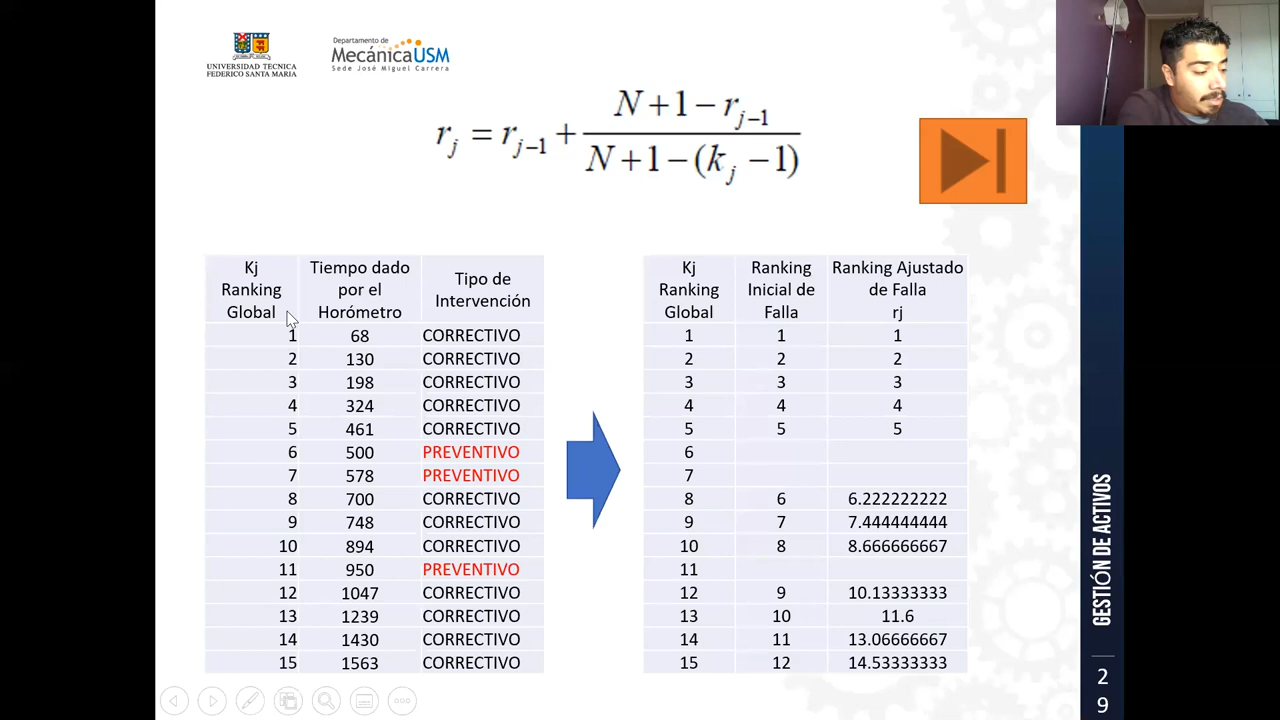 UNIVERSIDAD TECNICA
FEDERICO SANTA MARIA
Departamento de
MecánicaUSM
Sede José Miguel Carrera
r_j = r_{j-1} + \frac{N+1-r_{j-1}}{N+1-(k_j-1)}
Kj Ranking Global | Tiempo dado por el Horómetro | Tipo de Intervención
1 68 CORRECTIVO
2 130 CORRECTIVO
3 198 CORRECTIVO
4 324 CORRECTIVO
5 461 CORRECTIVO
6 500 PREVENTIVO
7 578 PREVENTIVO
8 700 CORRECTIVO
9 748 CORRECTIVO
10 894 CORRECTIVO
11 950 PREVENTIVO
12 1047 CORRECTIVO
13 1239 CORRECTIVO
14 1430 CORRECTIVO
15 1563 CORRECTIVO
Kj Ranking Global | Ranking Inicial de Falla | Ranking Ajustado de Falla rj
1 1 1
2 2 2
3 3 3
4 4 4
5 5 5
6
7
8 6 6.222222222
9 7 7.444444444
10 8 8.666666667
11
12 9 10.13333333
13 10 11.6
14 11 13.06666667
15 12 14.53333333
GESTIÓN DE ACTIVOS
2
9